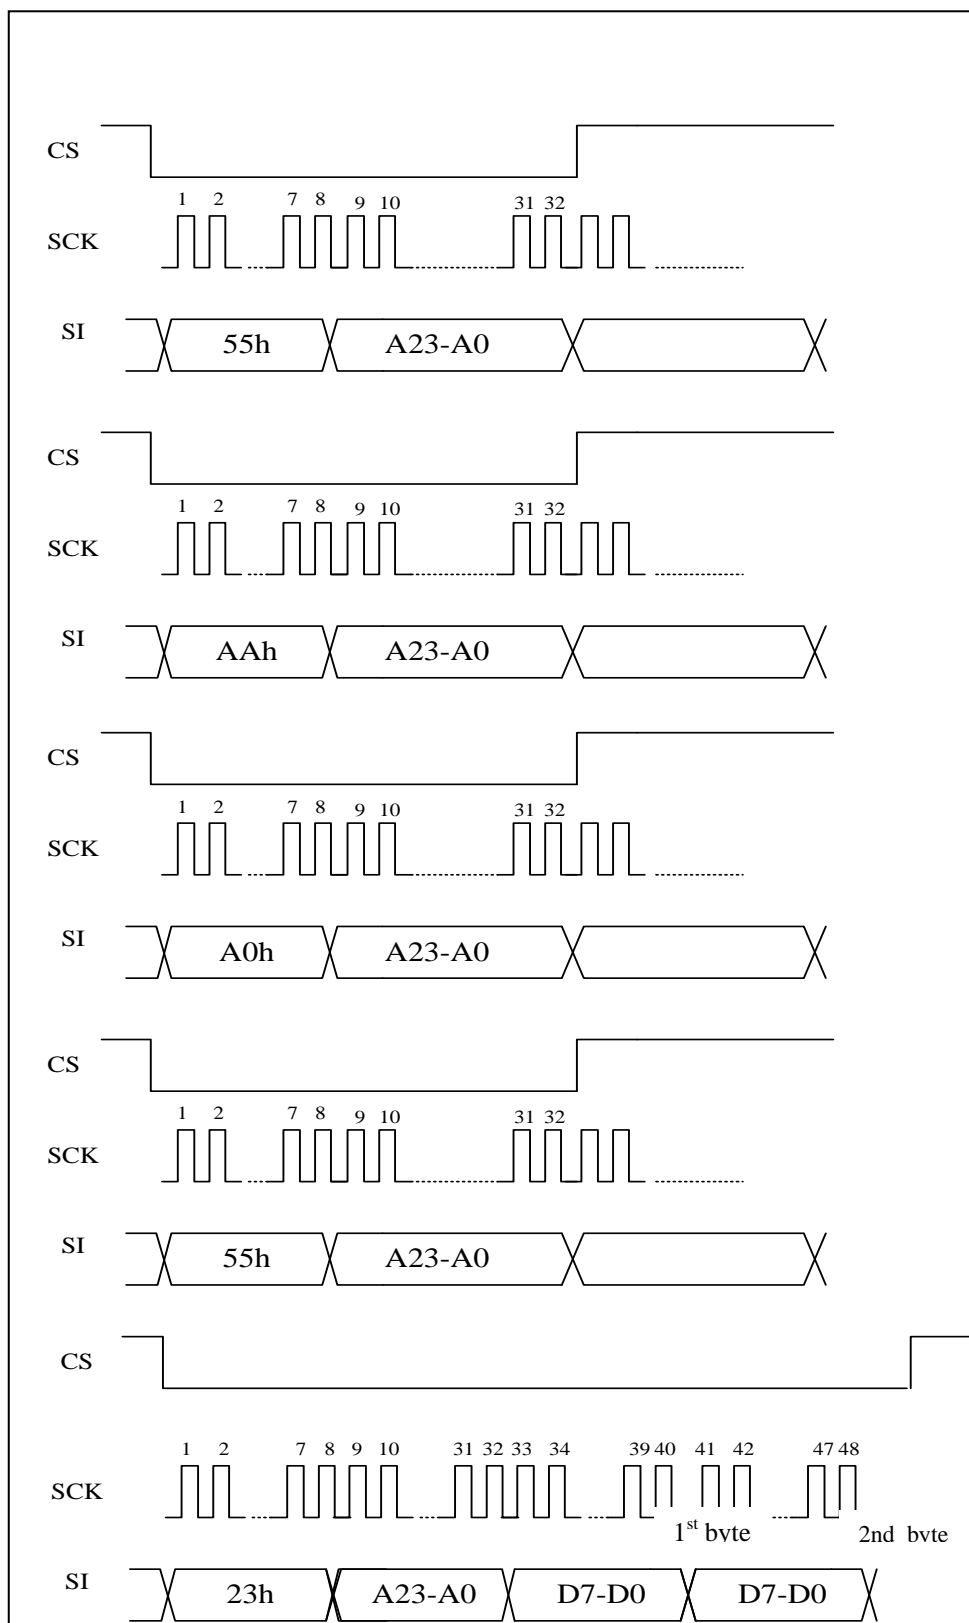 CS
1 2 7 8 9 10 31 32
SCK
SI 55h A23-A0
CS
1 2 7 8 9 10 31 32
SCK
SI AAh A23-A0
CS
1 2 7 8 9 10 31 32
SCK
SI A0h A23-A0
CS
1 2 7 8 9 10 31 32
SCK
SI 55h A23-A0
CS
1 2 7 8 9 10 31 32 33 34 39 40 41 42 47 48
SCK
1st byte 2nd byte
SI 23h A23-A0 D7-D0 D7-D0